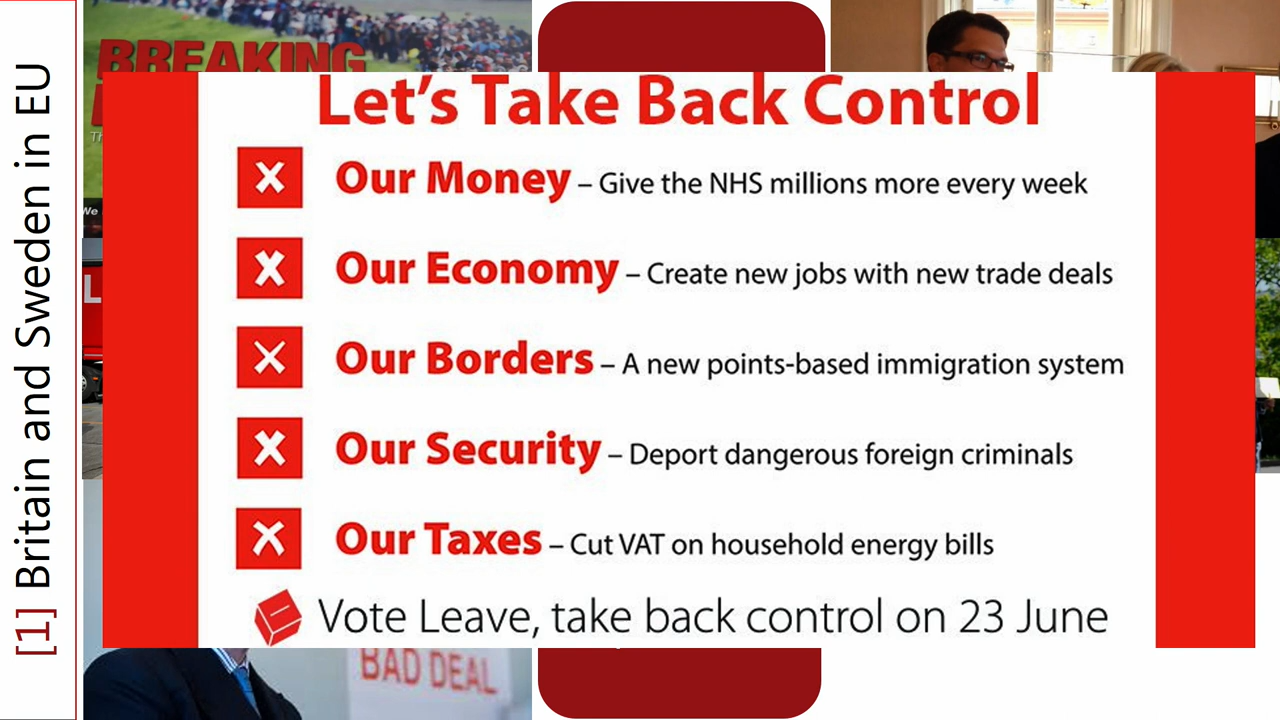 [1] Britain and Sweden in EU
BREAKING
Th
We
L
Let's Take Back Control
Our Money – Give the NHS millions more every week
Our Economy – Create new jobs with new trade deals
Our Borders – A new points-based immigration system
Our Security – Deport dangerous foreign criminals
Our Taxes – Cut VAT on household energy bills
Vote Leave, take back control on 23 June
BAD DEAL